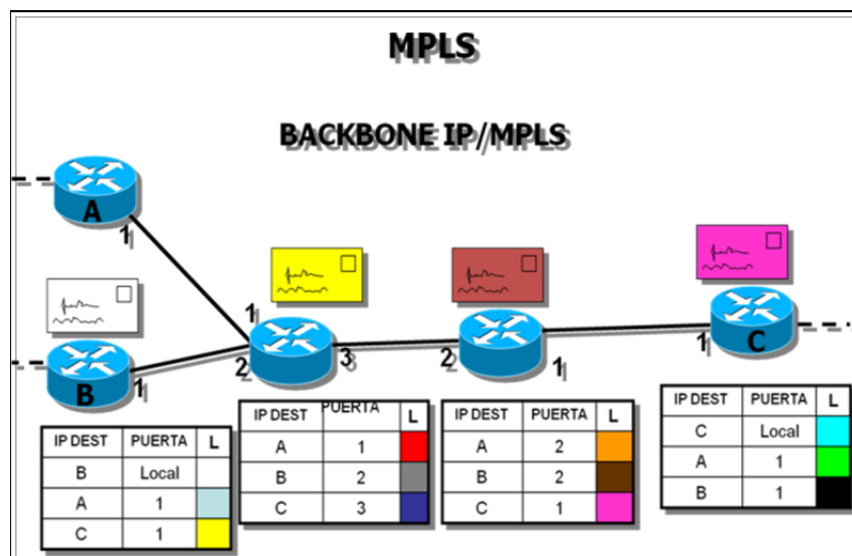 MPLS
BACKBONE IP/MPLS
A
1
B
1
1
2
3
2
1
1
C
IP DEST PUERTA L
B Local
A 1
C 1
IP DEST PUERTA L
A 1
B 2
C 3
IP DEST PUERTA L
A 2
B 2
C 1
IP DEST PUERTA L
C Local
A 1
B 1